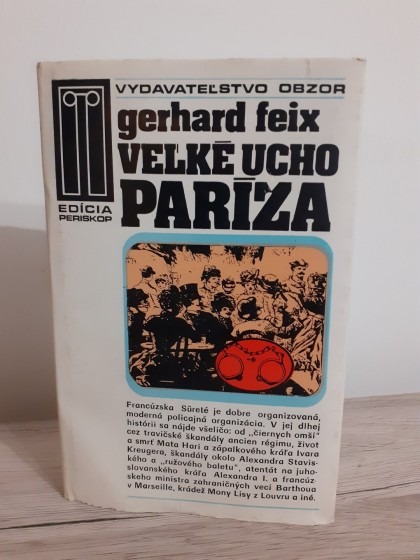 VYDAVATEĽSTVO OBZOR
gerhard feix
VEĽKÉ UCHO
PARÍŽA
EDÍCIA
PERISKOP
Francúzska Sûreté je dobre organizovaná,
moderná policajná organizácia. V jej dlhej
histórii sa nájde všeličo: od „čiernych omší"
cez travičské škandály ancien régimu, život
a smrť Mata Hari a zápalkového kráľa Ivara
Kreugera, škandály okolo Alexandra Stavis-
kého a „ružového baletu", atentát na juho-
slovanského kráľa Alexandra I. a francúz-
skeho ministra zahraničných vecí Barthoua
v Marseille, krádež Mony Lisy z Louvru a iné.